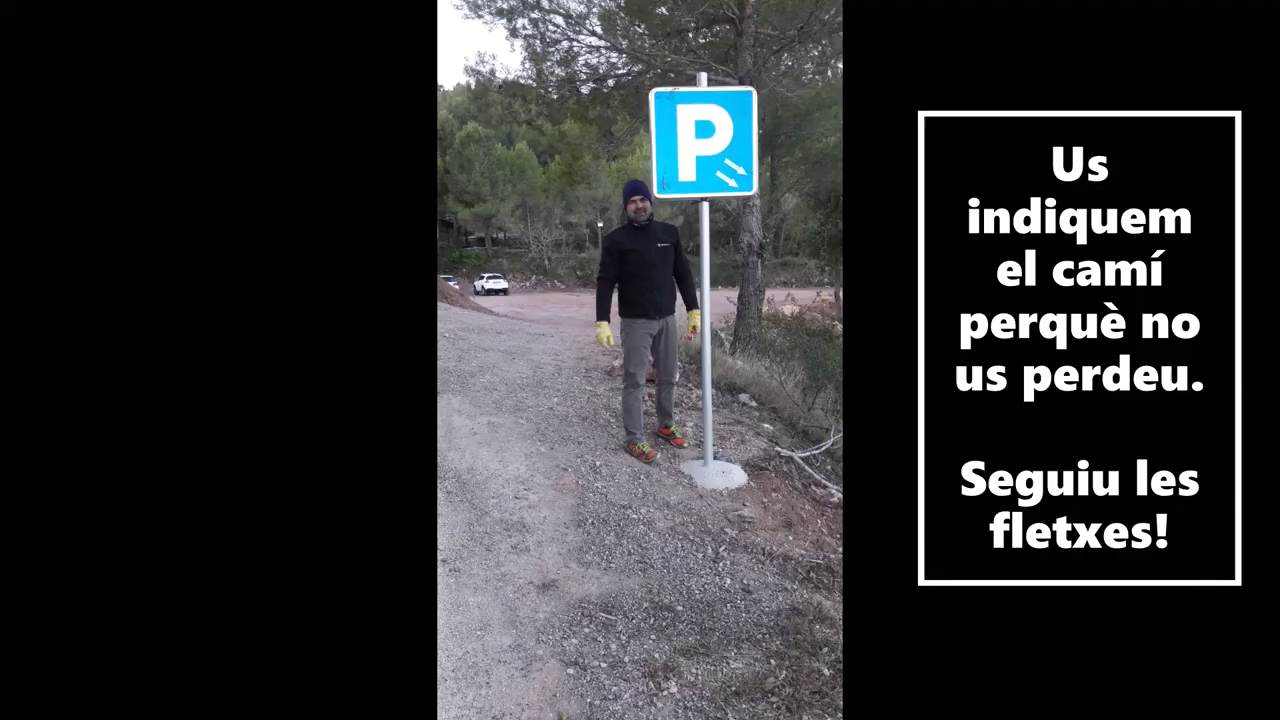 P
Us
indiquem
el camí
perquè no
us perdeu.
Seguiu les
fletxes!